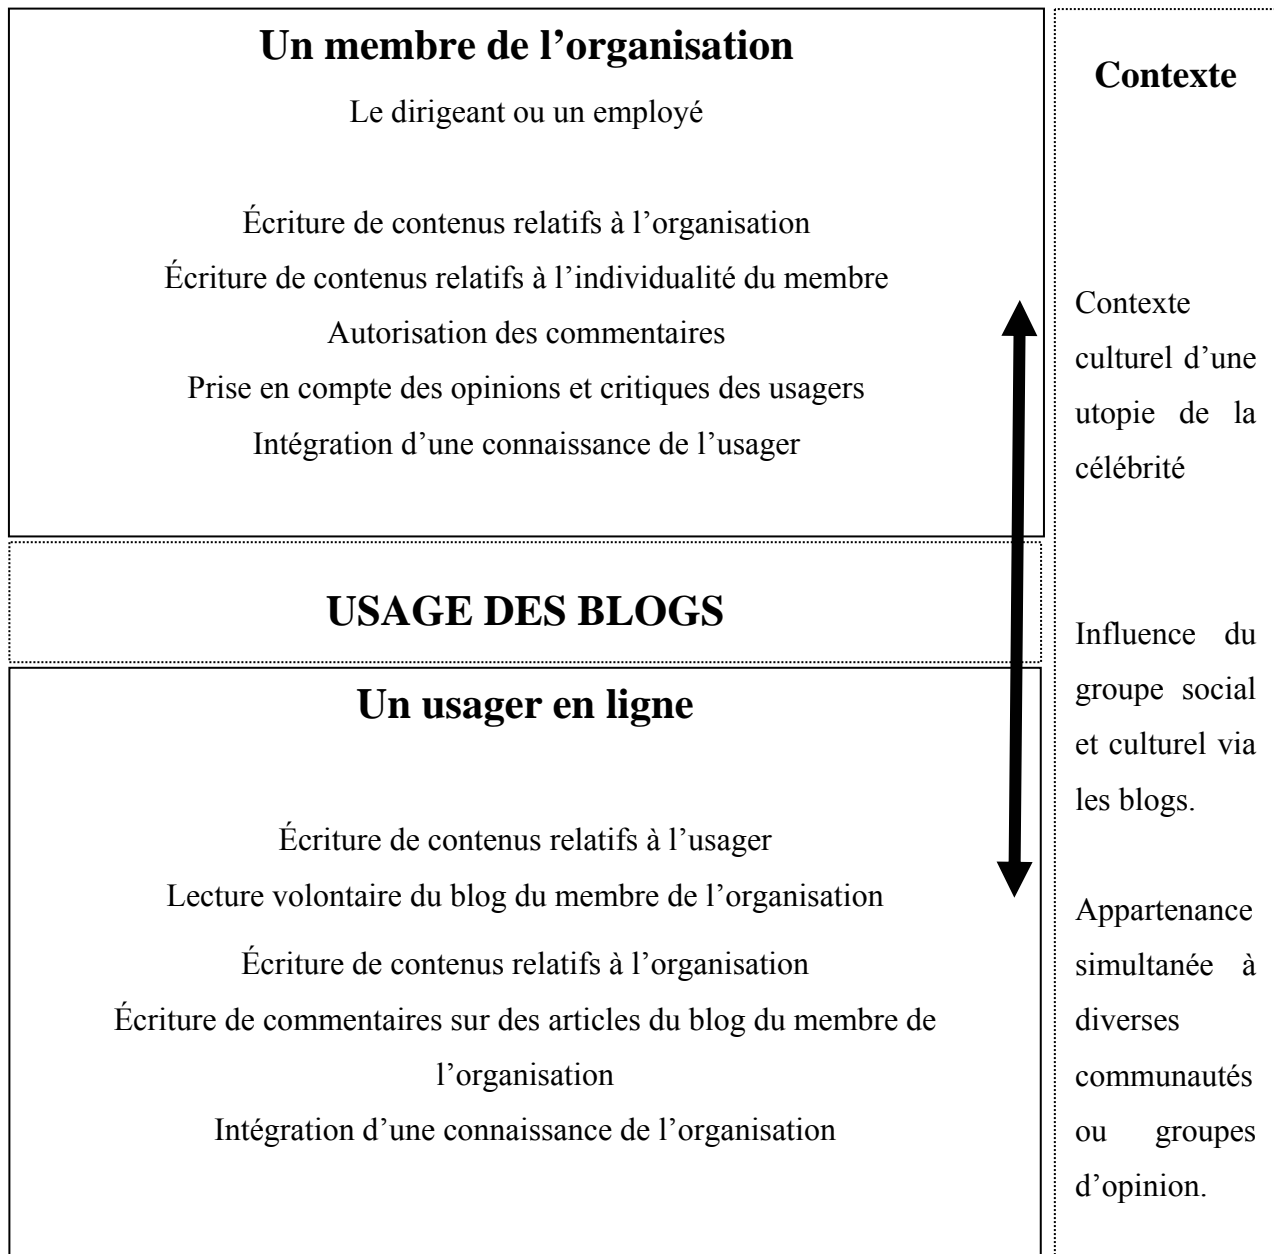 Un membre de l’organisation
Le dirigeant ou un employé
Écriture de contenus relatifs à l’organisation
Écriture de contenus relatifs à l’individualité du membre
Autorisation des commentaires
Prise en compte des opinions et critiques des usagers
Intégration d’une connaissance de l’usager
USAGE DES BLOGS
Un usager en ligne
Écriture de contenus relatifs à l’usager
Lecture volontaire du blog du membre de l’organisation
Écriture de contenus relatifs à l’organisation
Écriture de commentaires sur des articles du blog du membre de
l’organisation
Intégration d’une connaissance de l’organisation
Contexte
Contexte
culturel d’une
utopie de la
célébrité
Influence du
groupe social
et culturel via
les blogs.
Appartenance
simultanée à
diverses
communautés
ou groupes
d’opinion.